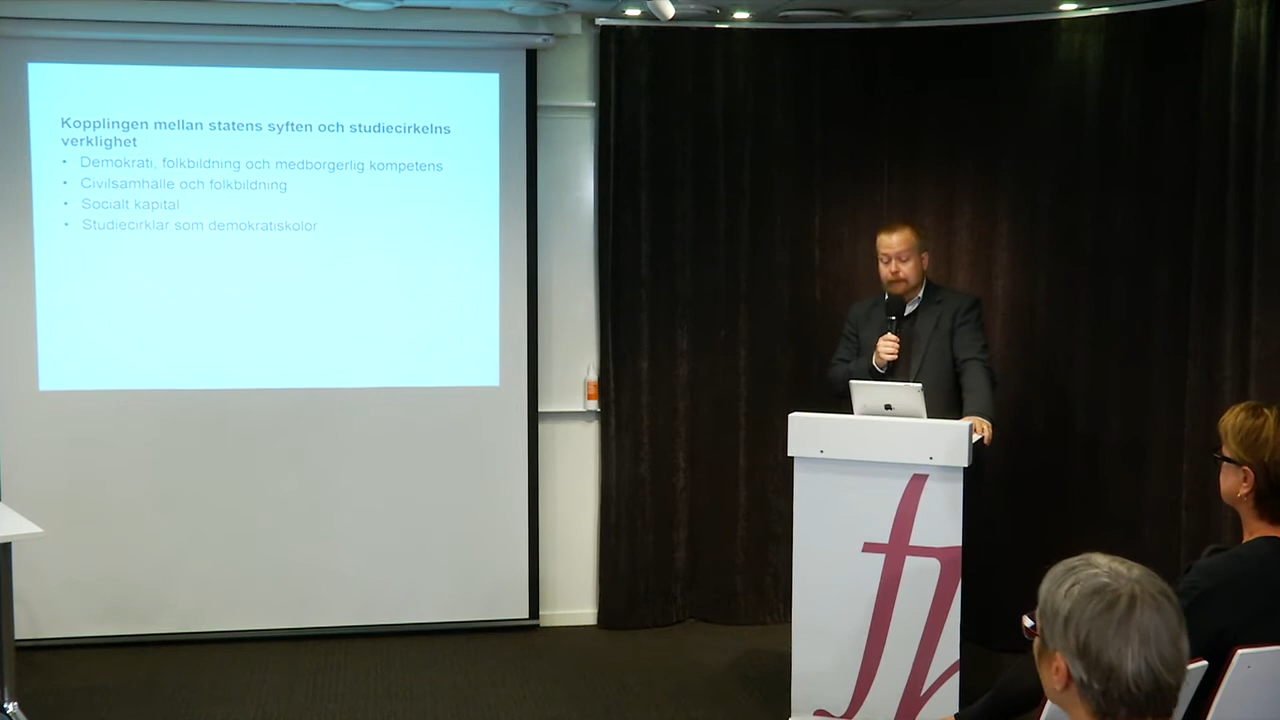 Kopplingen mellan statens syften och studiecirkelns
verklighet
• Demokrati, folkbildning och medborgerlig kompetens
• Civilsamhälle och folkbildning
• Socialt kapital
• Studiecirklar som demokratiskolor